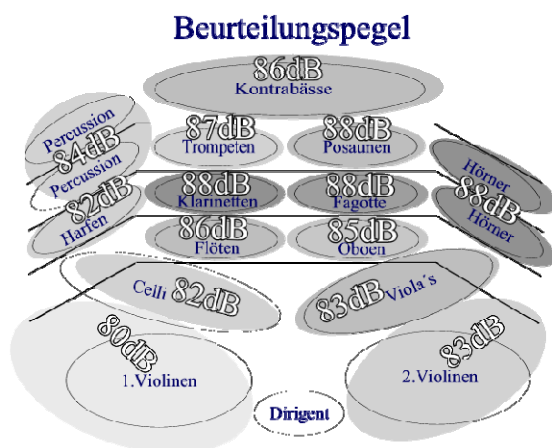 Beurteilungspegel
86dB
Kontrabässe
Percussion
84dB
Percussion
87dB
Trompeten
88dB
Posaunen
82dB
Harfen
88dB
Klarinetten
88dB
Fagotte
Hörner
88dB
Hörner
86dB
Flöten
85dB
Oboen
Celli
82dB
83dB
Viola´s
80dB
1.Violinen
83dB
2.Violinen
Dirigent